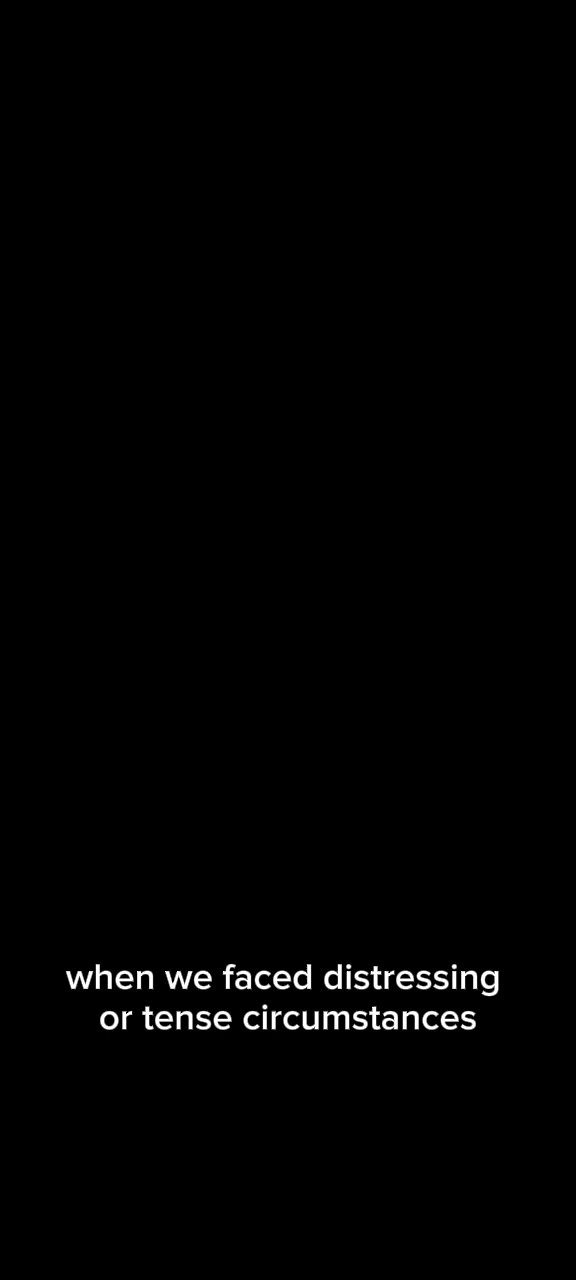 when we faced distressing
or tense circumstances